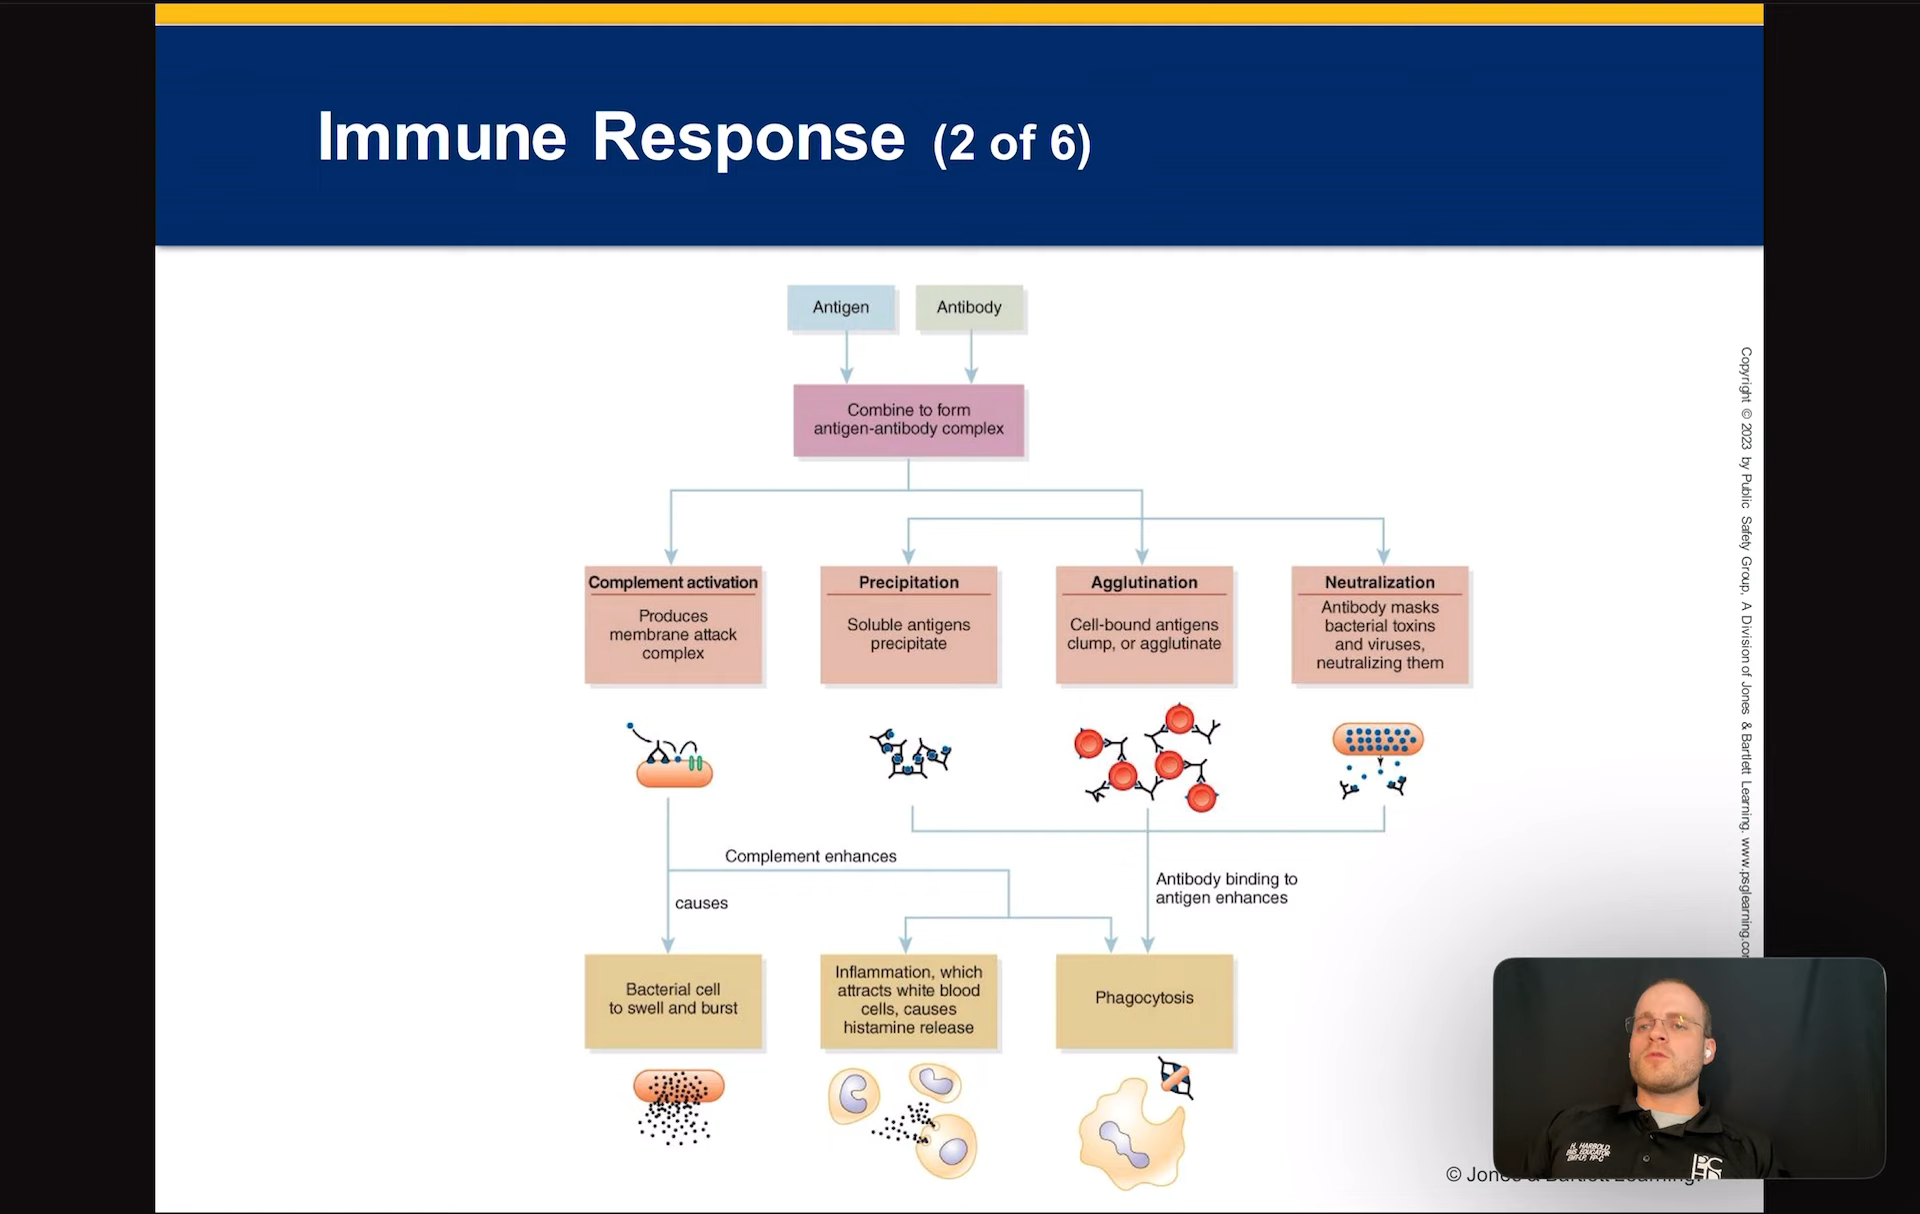 Immune Response (2 of 6)
Antigen
Antibody
Combine to form
antigen-antibody complex
Complement activation
Produces
membrane attack
complex
Precipitation
Soluble antigens
precipitate
Agglutination
Cell-bound antigens
clump, or agglutinate
Neutralization
Antibody masks
bacterial toxins
and viruses,
neutralizing them
Complement enhances
causes
Antibody binding to
antigen enhances
Bacterial cell
to swell and burst
Inflammation, which
attracts white blood
cells, causes
histamine release
Phagocytosis
Copyright © 2023 by Public Safety Group, A Division of Jones & Bartlett Learning. www.psglearning.co
H. HARBOLD
EMS EDUCATOR
© Jones & Bartlett Learning.